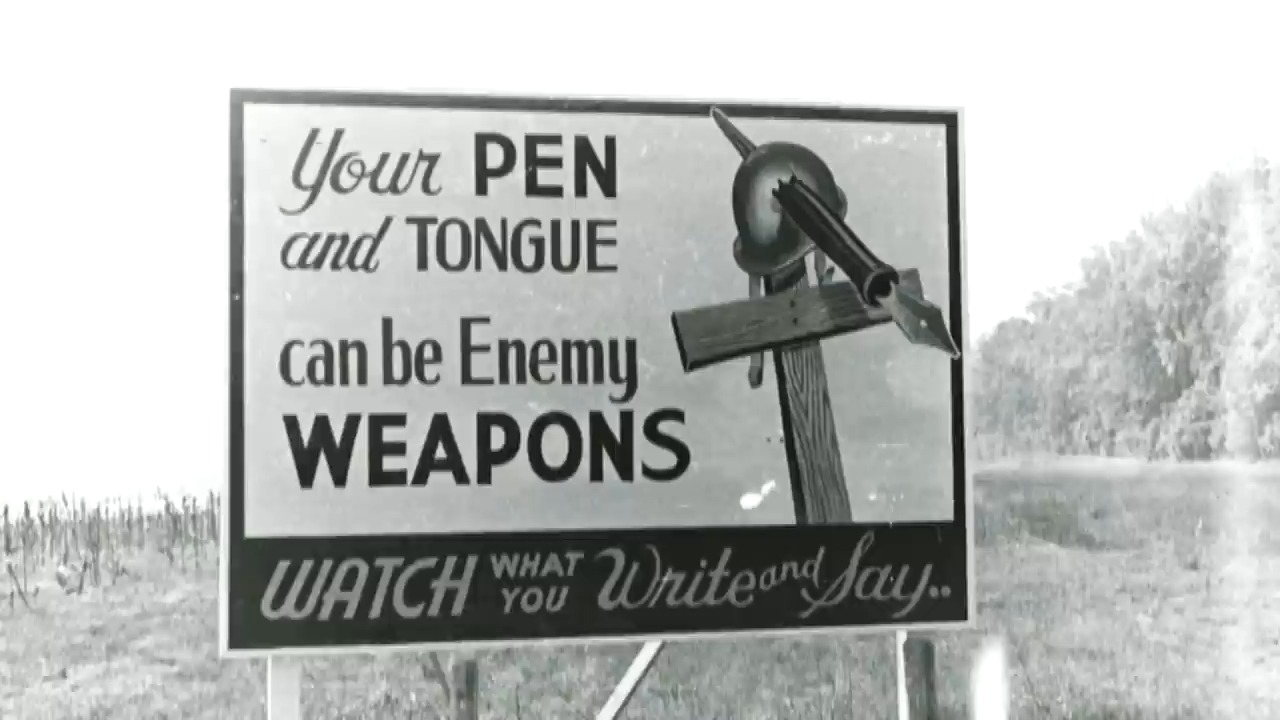 Your PEN
and TONGUE
can be Enemy
WEAPONS
WATCH WHAT YOU Write and Say..